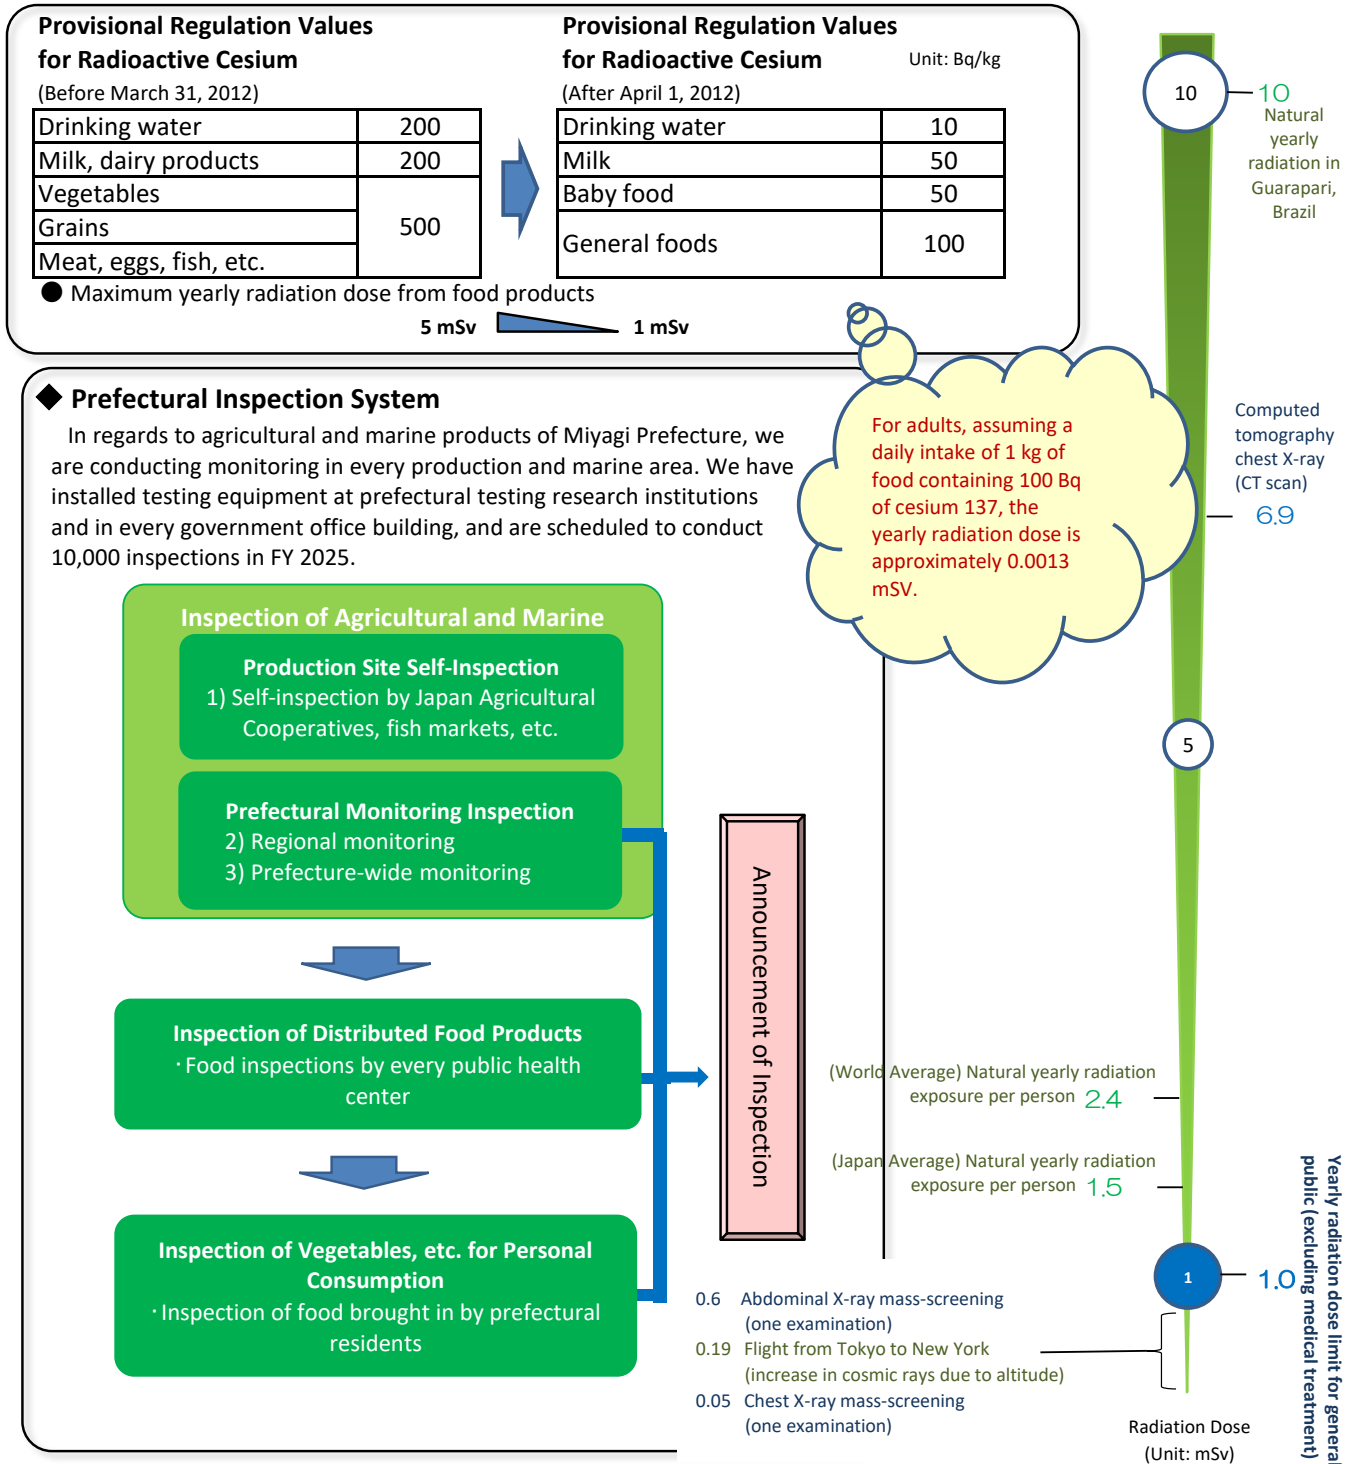 Provisional Regulation Values
for Radioactive Cesium
(Before March 31, 2012)
Drinking water 200
Milk, dairy products 200
Vegetables
Grains 500
Meat, eggs, fish, etc.
Provisional Regulation Values
for Radioactive Cesium Unit: Bq/kg
(After April 1, 2012)
Drinking water 10
Milk 50
Baby food 50
General foods 100
● Maximum yearly radiation dose from food products
5 mSv 1 mSv
◆ Prefectural Inspection System
In regards to agricultural and marine products of Miyagi Prefecture, we
are conducting monitoring in every production and marine area. We have
installed testing equipment at prefectural testing research institutions
and in every government office building, and are scheduled to conduct
10,000 inspections in FY 2025.
Inspection of Agricultural and Marine
Production Site Self-Inspection
1) Self-inspection by Japan Agricultural
Cooperatives, fish markets, etc.
Prefectural Monitoring Inspection
2) Regional monitoring
3) Prefecture-wide monitoring
Inspection of Distributed Food Products
・Food inspections by every public health
center
Inspection of Vegetables, etc. for Personal
Consumption
・Inspection of food brought in by prefectural
residents
Announcement of Inspection
For adults, assuming a
daily intake of 1 kg of
food containing 100 Bq
of cesium 137, the
yearly radiation dose is
approximately 0.0013
mSV.
10
10
Natural
yearly
radiation in
Guarapari,
Brazil
Computed
tomography
chest X-ray
(CT scan)
6.9
5
(World Average) Natural yearly radiation
exposure per person 2.4
(Japan Average) Natural yearly radiation
exposure per person 1.5
1
1.0
Yearly radiation dose limit for general
public (excluding medical treatment)
0.6 Abdominal X-ray mass-screening
(one examination)
0.19 Flight from Tokyo to New York
(increase in cosmic rays due to altitude)
0.05 Chest X-ray mass-screening
(one examination)
Radiation Dose
(Unit: mSv)